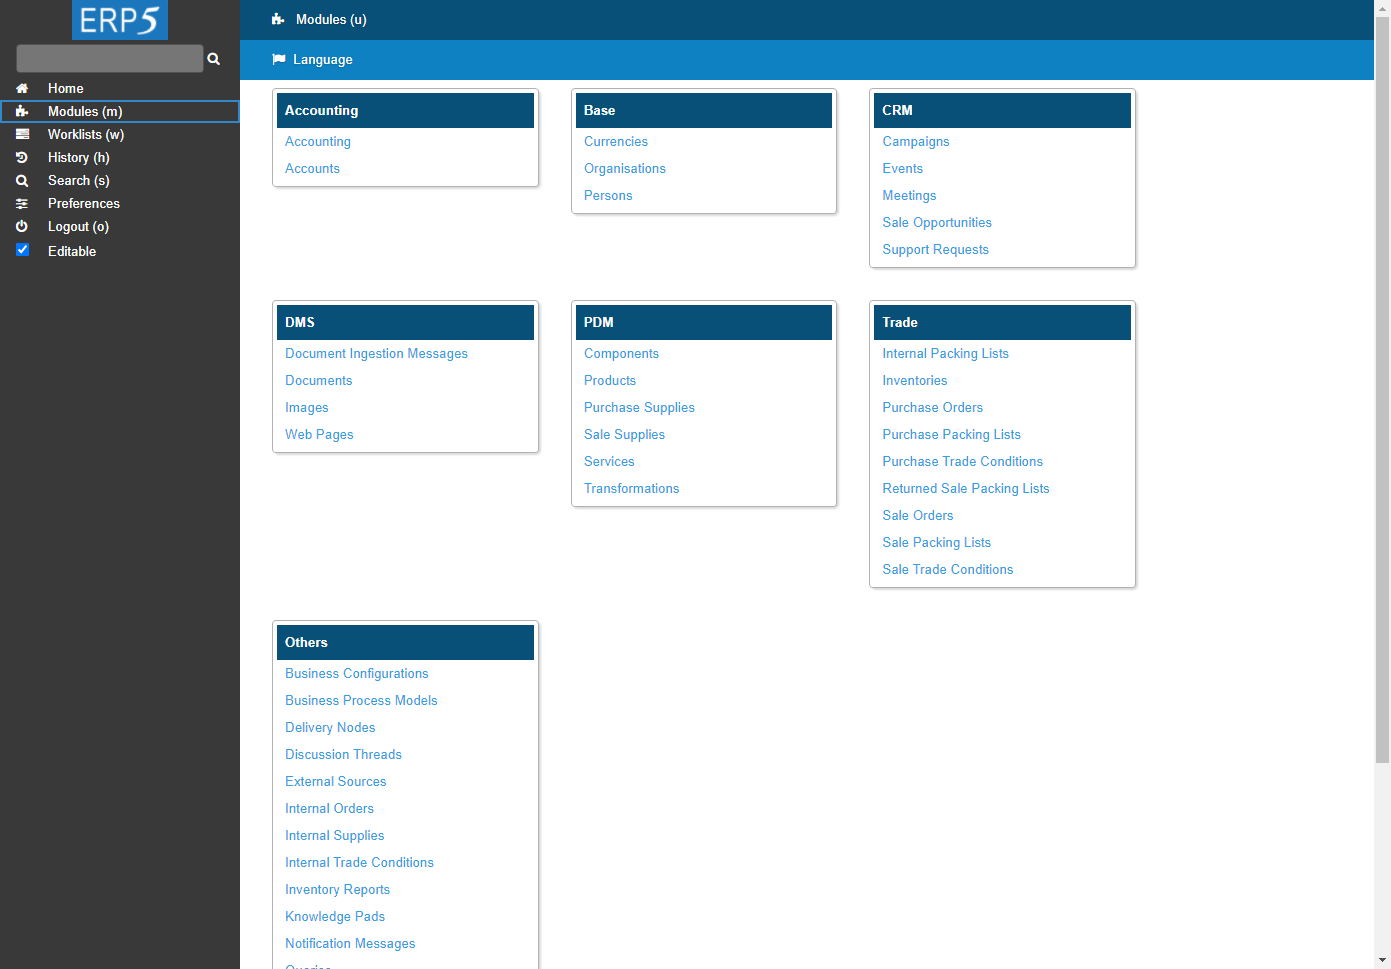 ERP5
Home
Modules (m)
Worklists (w)
History (h)
Search (s)
Preferences
Logout (o)
Editable
Modules (u)
Language
Accounting
Accounting
Accounts
Base
Currencies
Organisations
Persons
CRM
Campaigns
Events
Meetings
Sale Opportunities
Support Requests
DMS
Document Ingestion Messages
Documents
Images
Web Pages
PDM
Components
Products
Purchase Supplies
Sale Supplies
Services
Transformations
Trade
Internal Packing Lists
Inventories
Purchase Orders
Purchase Packing Lists
Purchase Trade Conditions
Returned Sale Packing Lists
Sale Orders
Sale Packing Lists
Sale Trade Conditions
Others
Business Configurations
Business Process Models
Delivery Nodes
Discussion Threads
External Sources
Internal Orders
Internal Supplies
Internal Trade Conditions
Inventory Reports
Knowledge Pads
Notification Messages